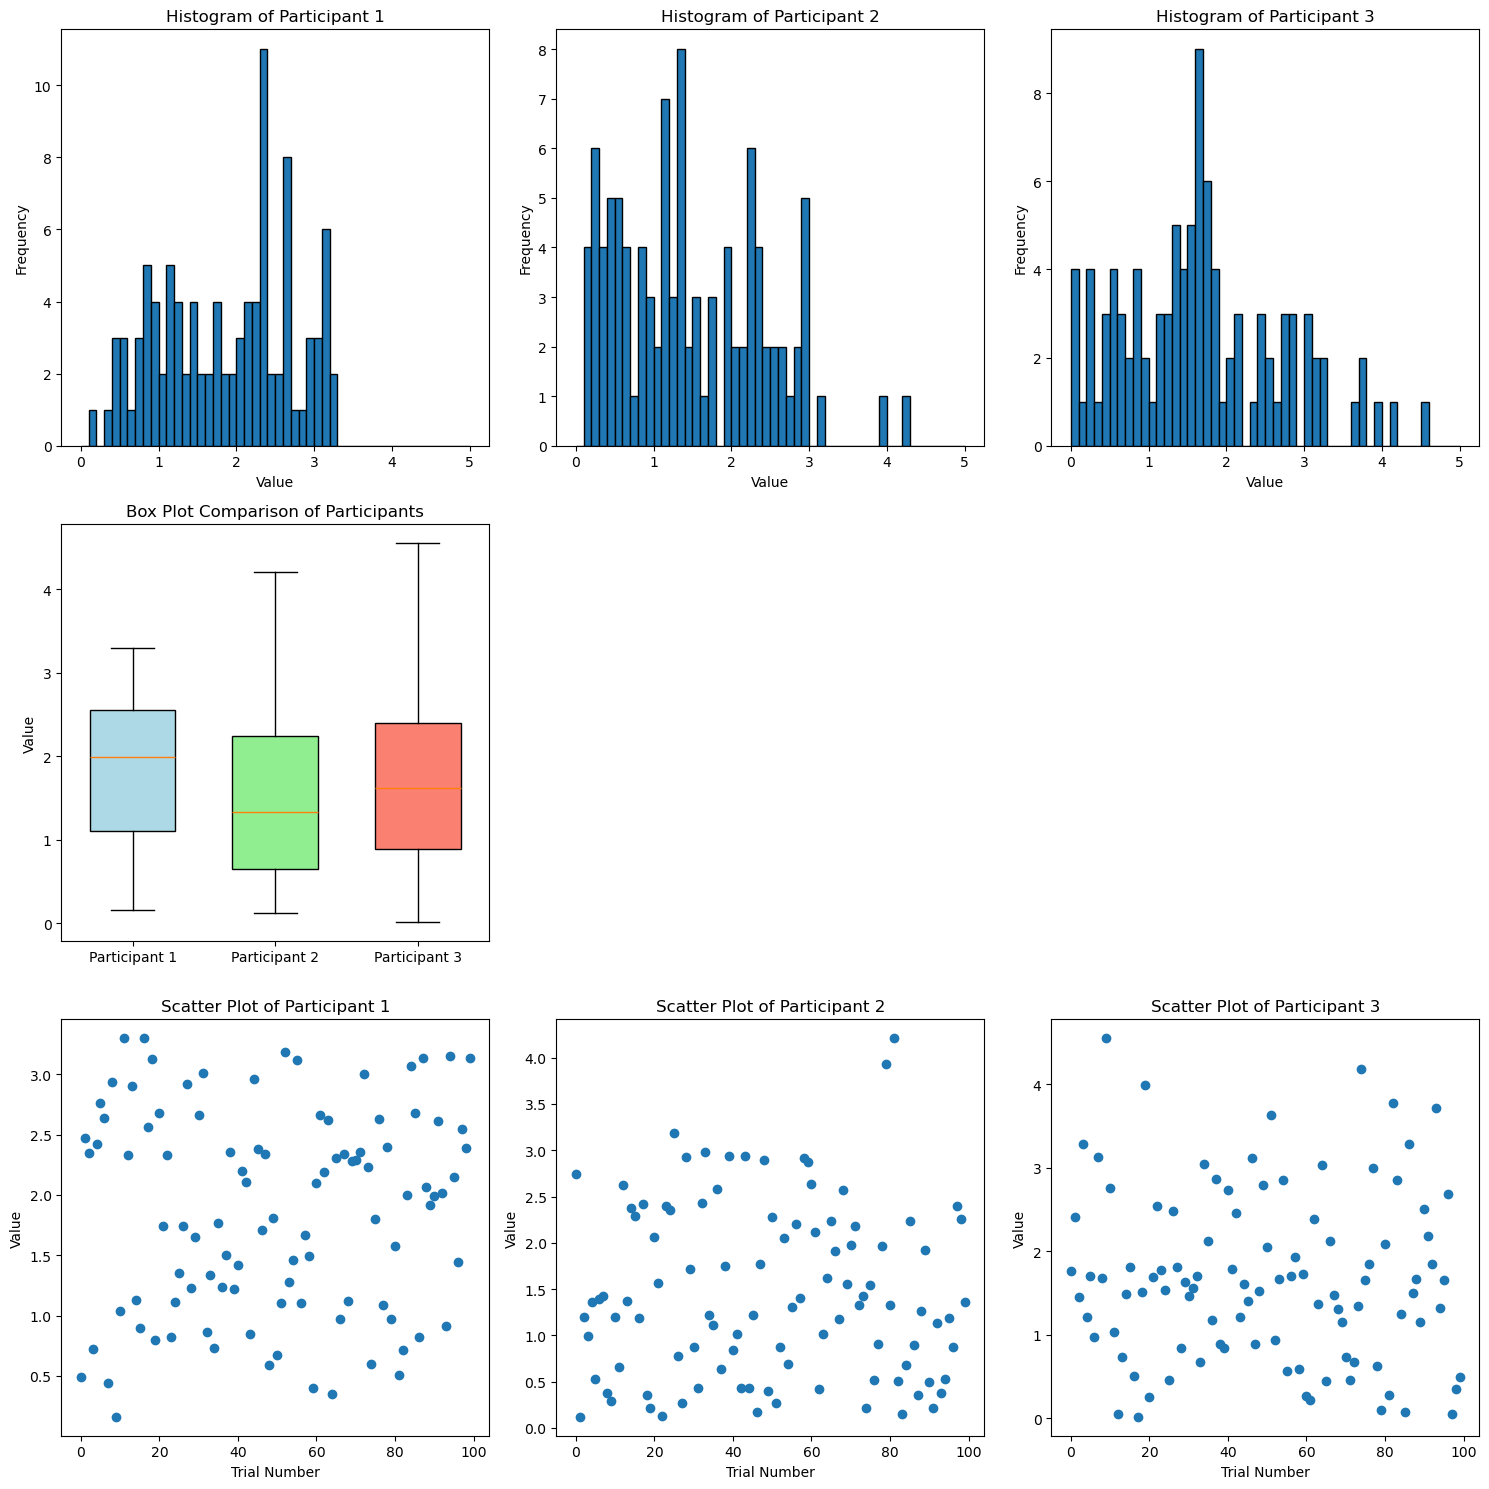 Histogram of Participant 1
Frequency
10
8
6
4
2
0
0 1 2 3 4 5
Value
Histogram of Participant 2
Frequency
8
7
6
5
4
3
2
1
0
0 1 2 3 4 5
Value
Histogram of Participant 3
Frequency
8
6
4
2
0
0 1 2 3 4 5
Value
Box Plot Comparison of Participants
Value
4
3
2
1
0
Participant 1 Participant 2 Participant 3
Scatter Plot of Participant 1
Value
3.0
2.5
2.0
1.5
1.0
0.5
0 20 40 60 80 100
Trial Number
Scatter Plot of Participant 2
Value
4.0
3.5
3.0
2.5
2.0
1.5
1.0
0.5
0.0
0 20 40 60 80 100
Trial Number
Scatter Plot of Participant 3
Value
4
3
2
1
0
0 20 40 60 80 100
Trial Number